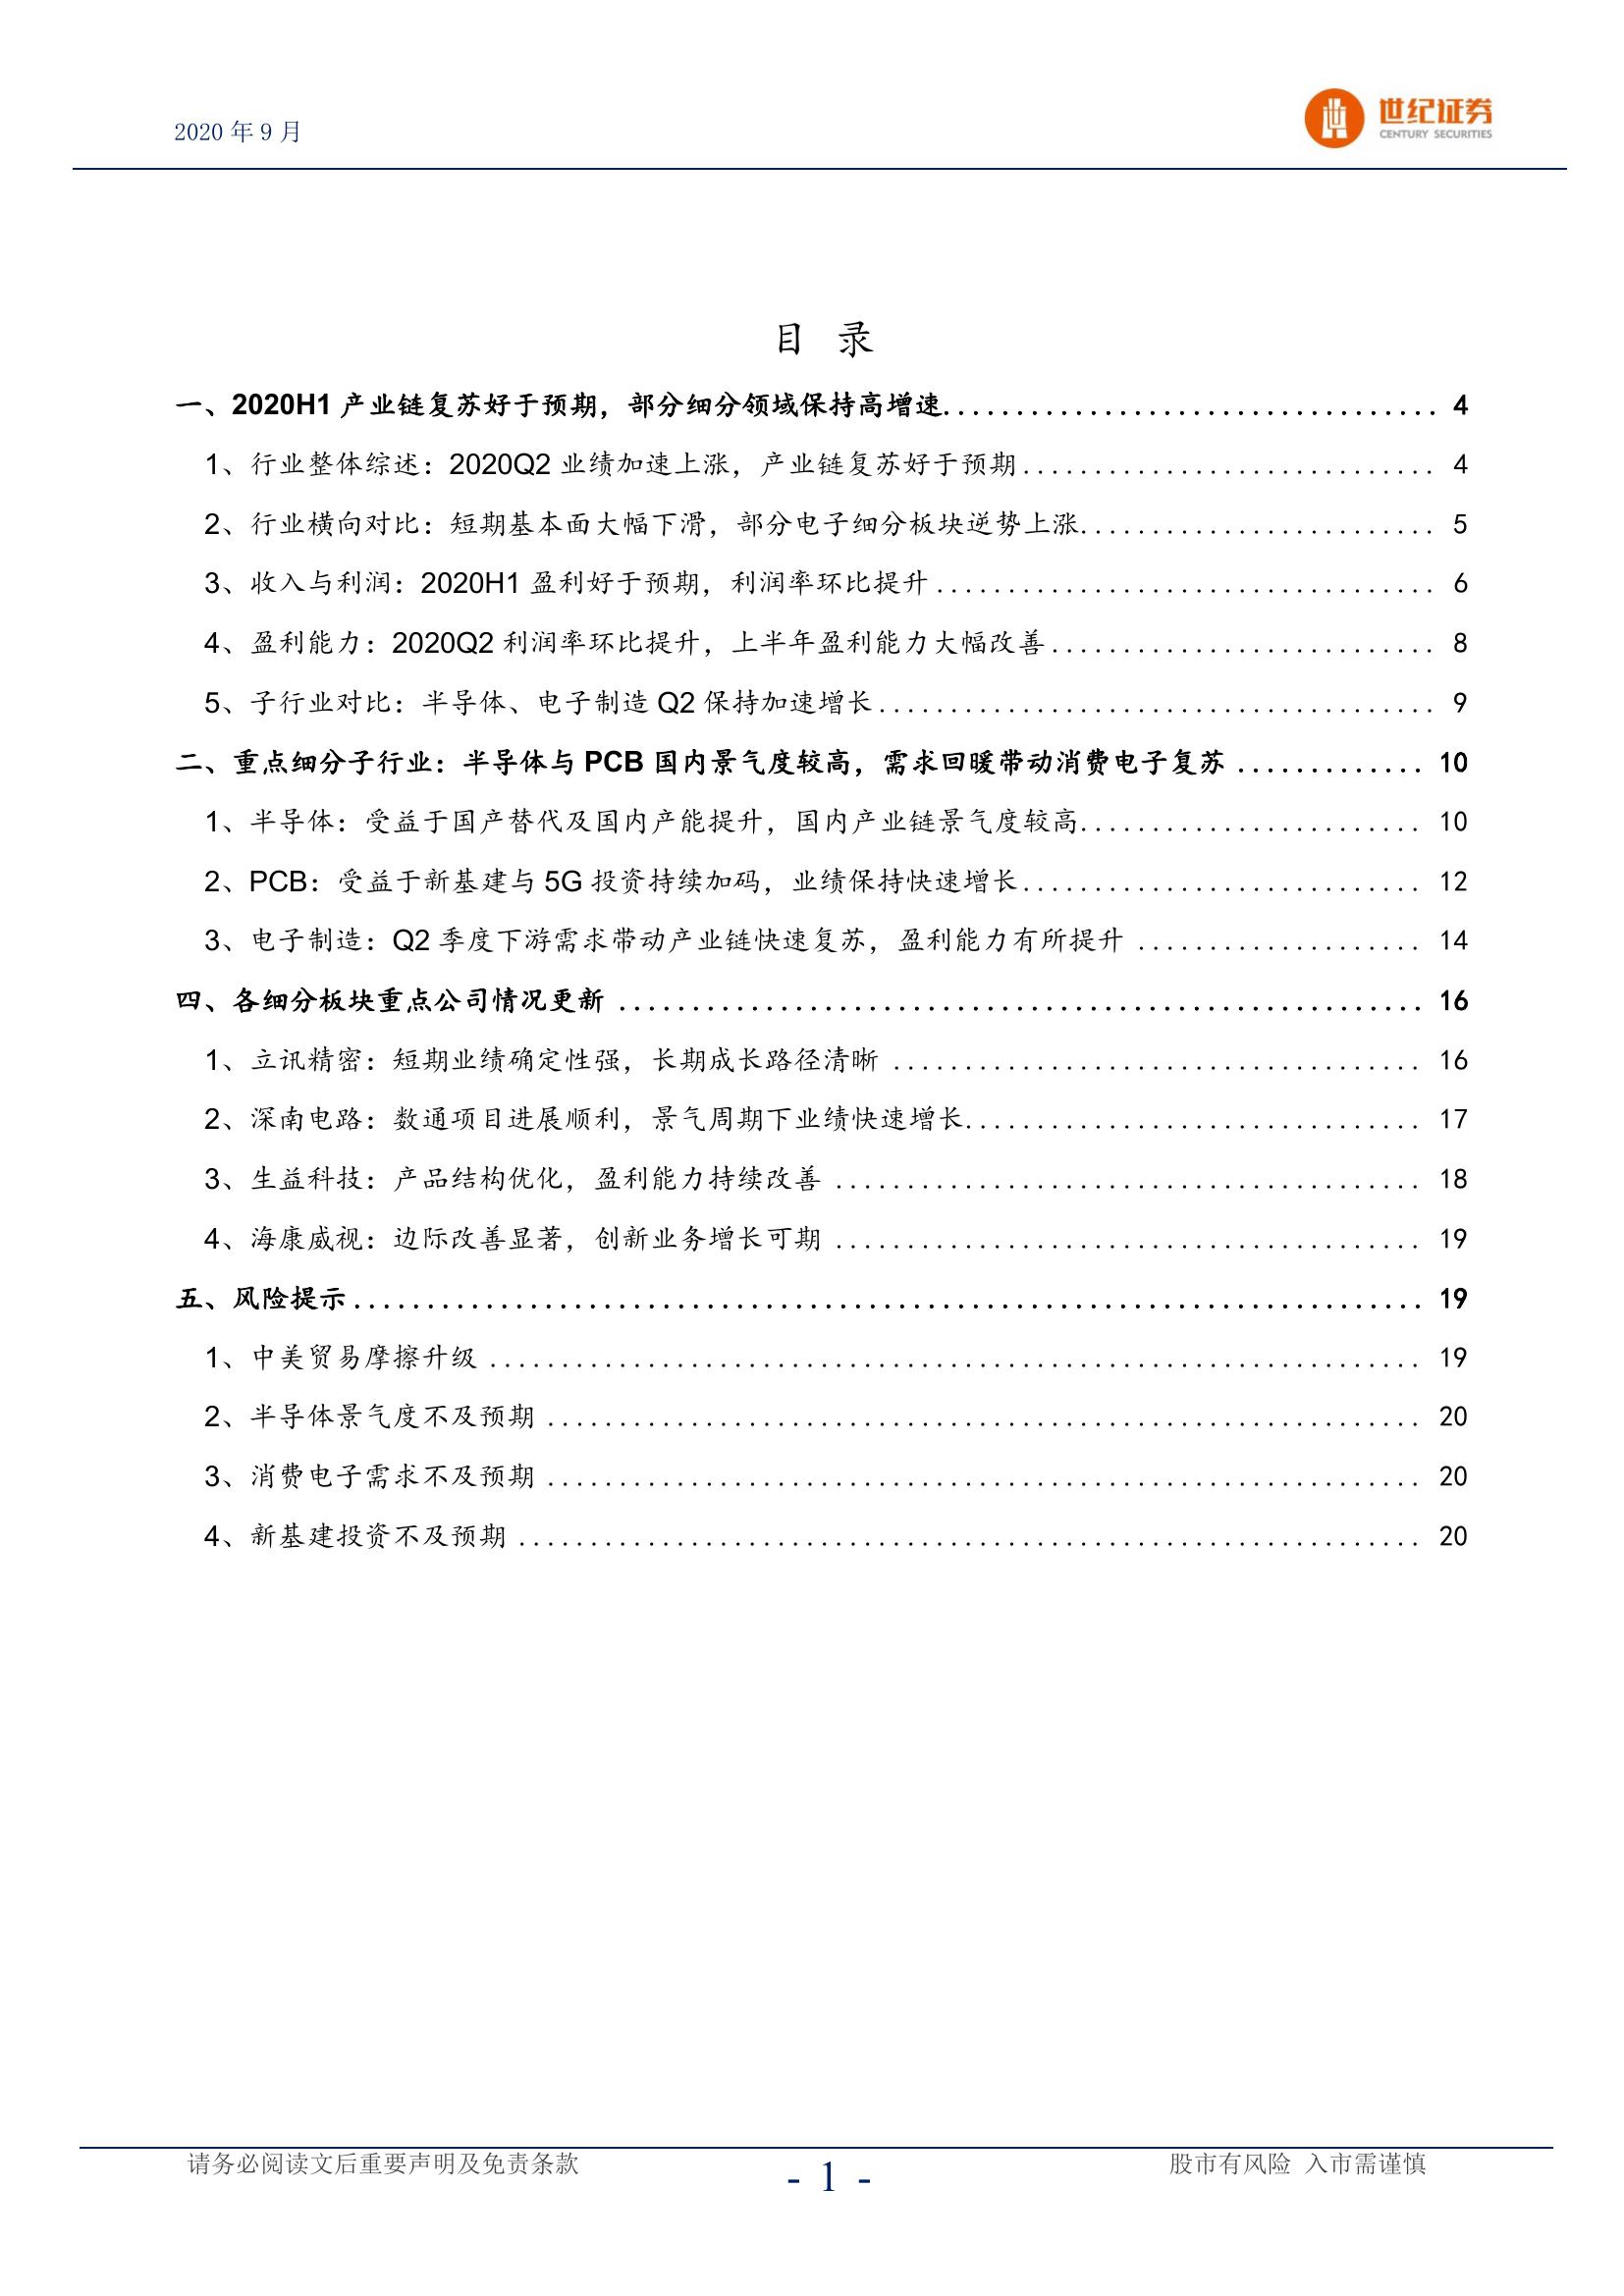 2020 年 9 月
世纪证券
CENTURY SECURITIES
目 录
一、2020H1 产业链复苏好于预期，部分细分领域保持高增速.................................. 4
1、行业整体综述：2020Q2 业绩加速上涨，产业链复苏好于预期............................. 4
2、行业横向对比：短期基本面大幅下滑，部分电子细分板块逆势上涨......................... 5
3、收入与利润：2020H1 盈利好于预期，利润率环比提升................................... 6
4、盈利能力：2020Q2 利润率环比提升，上半年盈利能力大幅改善........................... 8
5、子行业对比：半导体、电子制造 Q2 保持加速增长....................................... 9
二、重点细分子行业：半导体与 PCB 国内景气度较高，需求回暖带动消费电子复苏............. 10
1、半导体：受益于国产替代及国内产能提升，国内产业链景气度较高........................ 10
2、PCB：受益于新基建与 5G 投资持续加码，业绩保持快速增长............................ 12
3、电子制造：Q2 季度下游需求带动产业链快速复苏，盈利能力有所提升.................... 14
四、各细分板块重点公司情况更新........................................................ 16
1、立讯精密：短期业绩确定性强，长期成长路径清晰..................................... 16
2、深南电路：数通项目进展顺利，景气周期下业绩快速增长................................ 17
3、生益科技：产品结构优化，盈利能力持续改善......................................... 18
4、海康威视：边际改善显著，创新业务增长可期......................................... 19
五、风险提示.......................................................................... 19
1、中美贸易摩擦升级................................................................. 19
2、半导体景气度不及预期............................................................. 20
3、消费电子需求不及预期............................................................. 20
4、新基建投资不及预期............................................................... 20
请务必阅读文后重要声明及免责条款
- 1 -
股市有风险 入市需谨慎